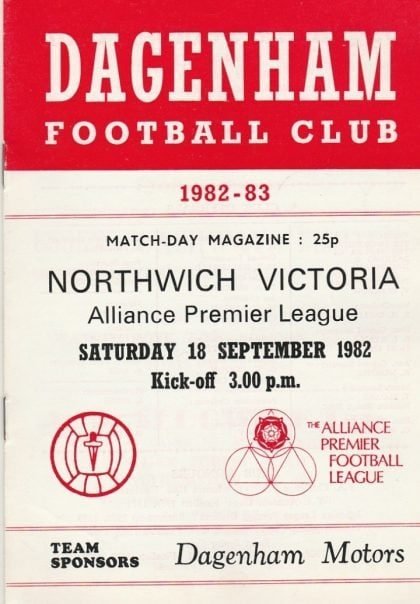 DAGENHAM
FOOTBALL CLUB
1982-83
MATCH-DAY MAGAZINE : 25p
NORTHWICH VICTORIA
Alliance Premier League
SATURDAY 18 SEPTEMBER 1982
Kick-off 3.00 p.m.
THE ALLIANCE
PREMIER
FOOTBALL
LEAGUE
TEAM
SPONSORS
Dagenham Motors